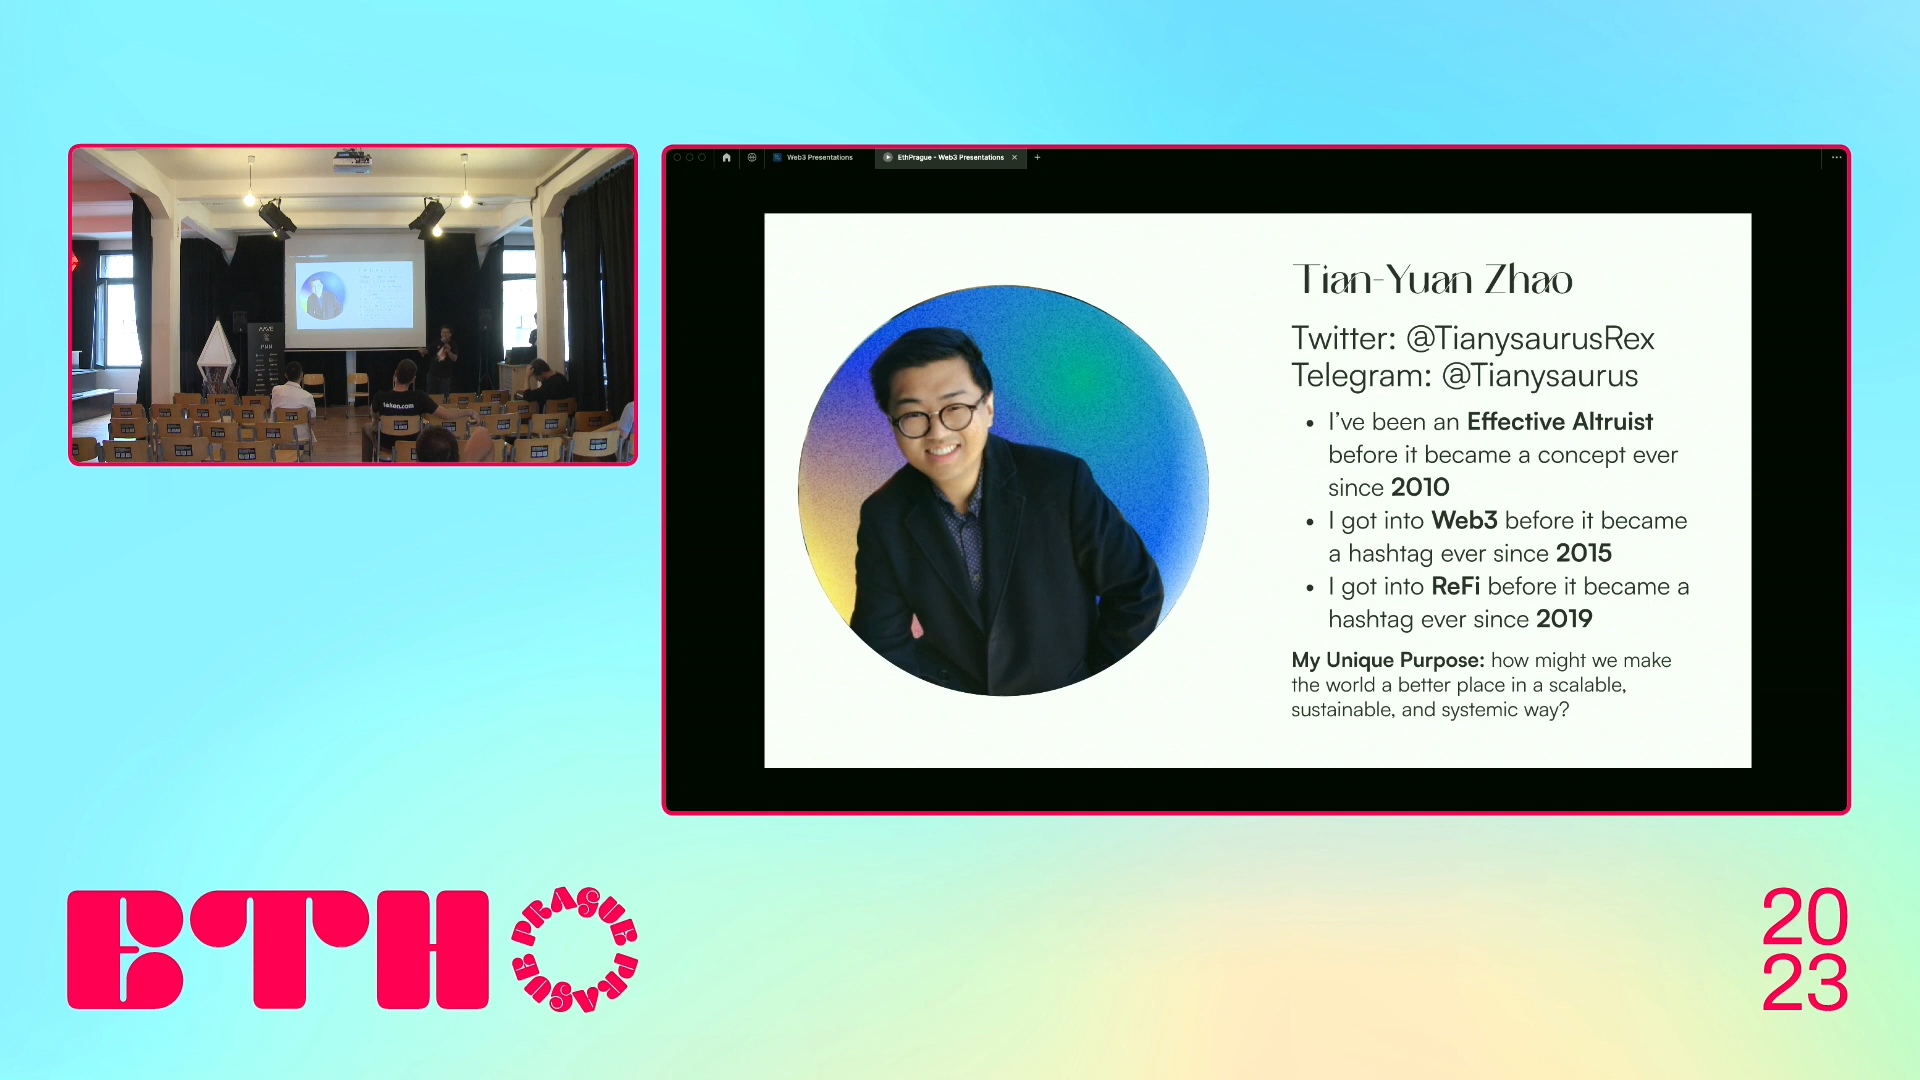 Web3 Presentations
EthPrague - Web3 Presentations
Tian-Yuan Zhao
Twitter: @TianysaurusRex
Telegram: @Tianysaurus
• I've been an Effective Altruist
before it became a concept ever
since 2010
• I got into Web3 before it became
a hashtag ever since 2015
• I got into ReFi before it became a
hashtag ever since 2019
My Unique Purpose: how might we make
the world a better place in a scalable,
sustainable, and systemic way?
AAVE
ETH
PRAGUE PRAGUE
20
23